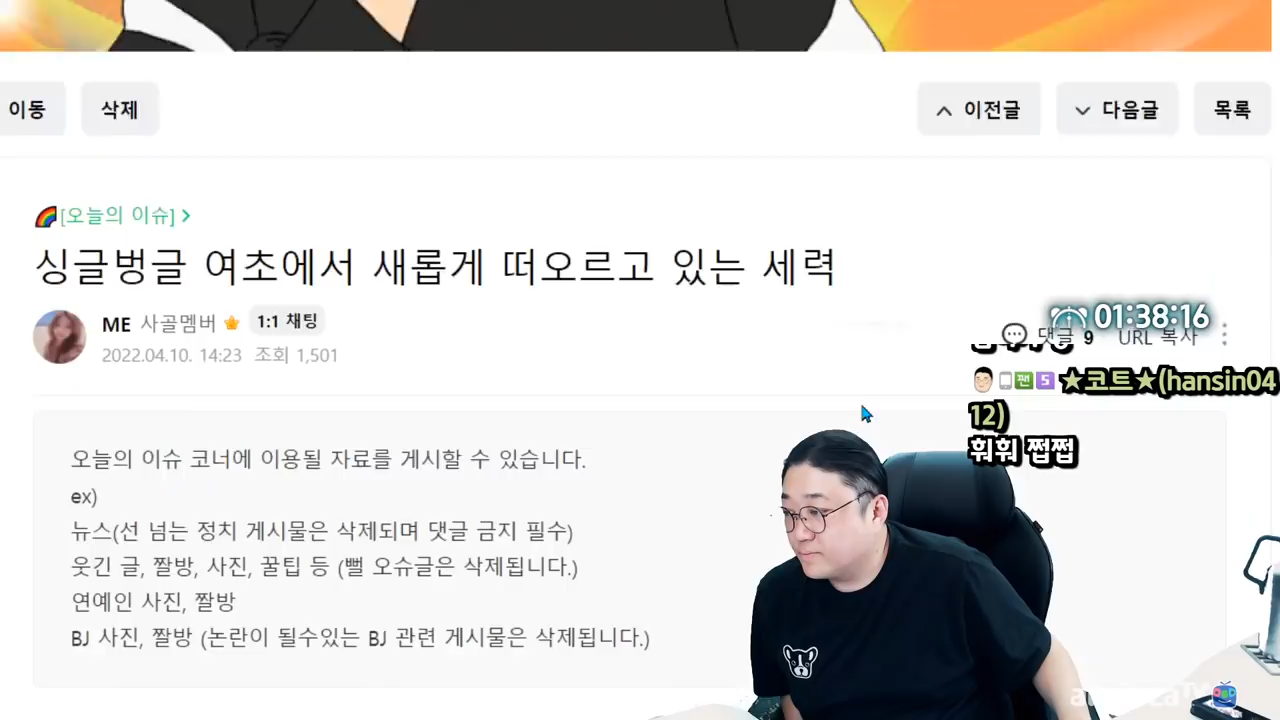 이동
삭제
이전글
다음글
목록
[오늘의 이슈]
싱글벙글 여초에서 새롭게 떠오르고 있는 세력
ME 사골멤버 1:1 채팅
2022.04.10. 14:23 조회 1,501
01:38:16
댓글 9 URL 복사
팬 5 ★코트★(hansin04
12)
훠훠 쩝쩝
오늘의 이슈 코너에 이용될 자료를 게시할 수 있습니다.
ex)
뉴스(선 넘는 정치 게시물은 삭제되며 댓글 금지 필수)
웃긴 글, 짤방, 사진, 꿀팁 등 (뻘 오슈글은 삭제됩니다.)
연예인 사진, 짤방
BJ 사진, 짤방 (논란이 될수있는 BJ 관련 게시물은 삭제됩니다.)